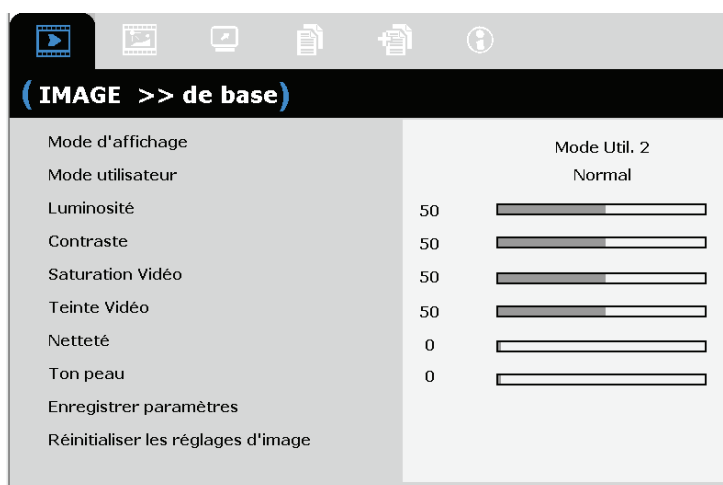 (IMAGE >> de base)
Mode d'affichage Mode Util. 2
Mode utilisateur Normal
Luminosité 50
Contraste 50
Saturation Vidéo 50
Teinte Vidéo 50
Netteté 0
Ton peau 0
Enregistrer paramètres
Réinitialiser les réglages d'image